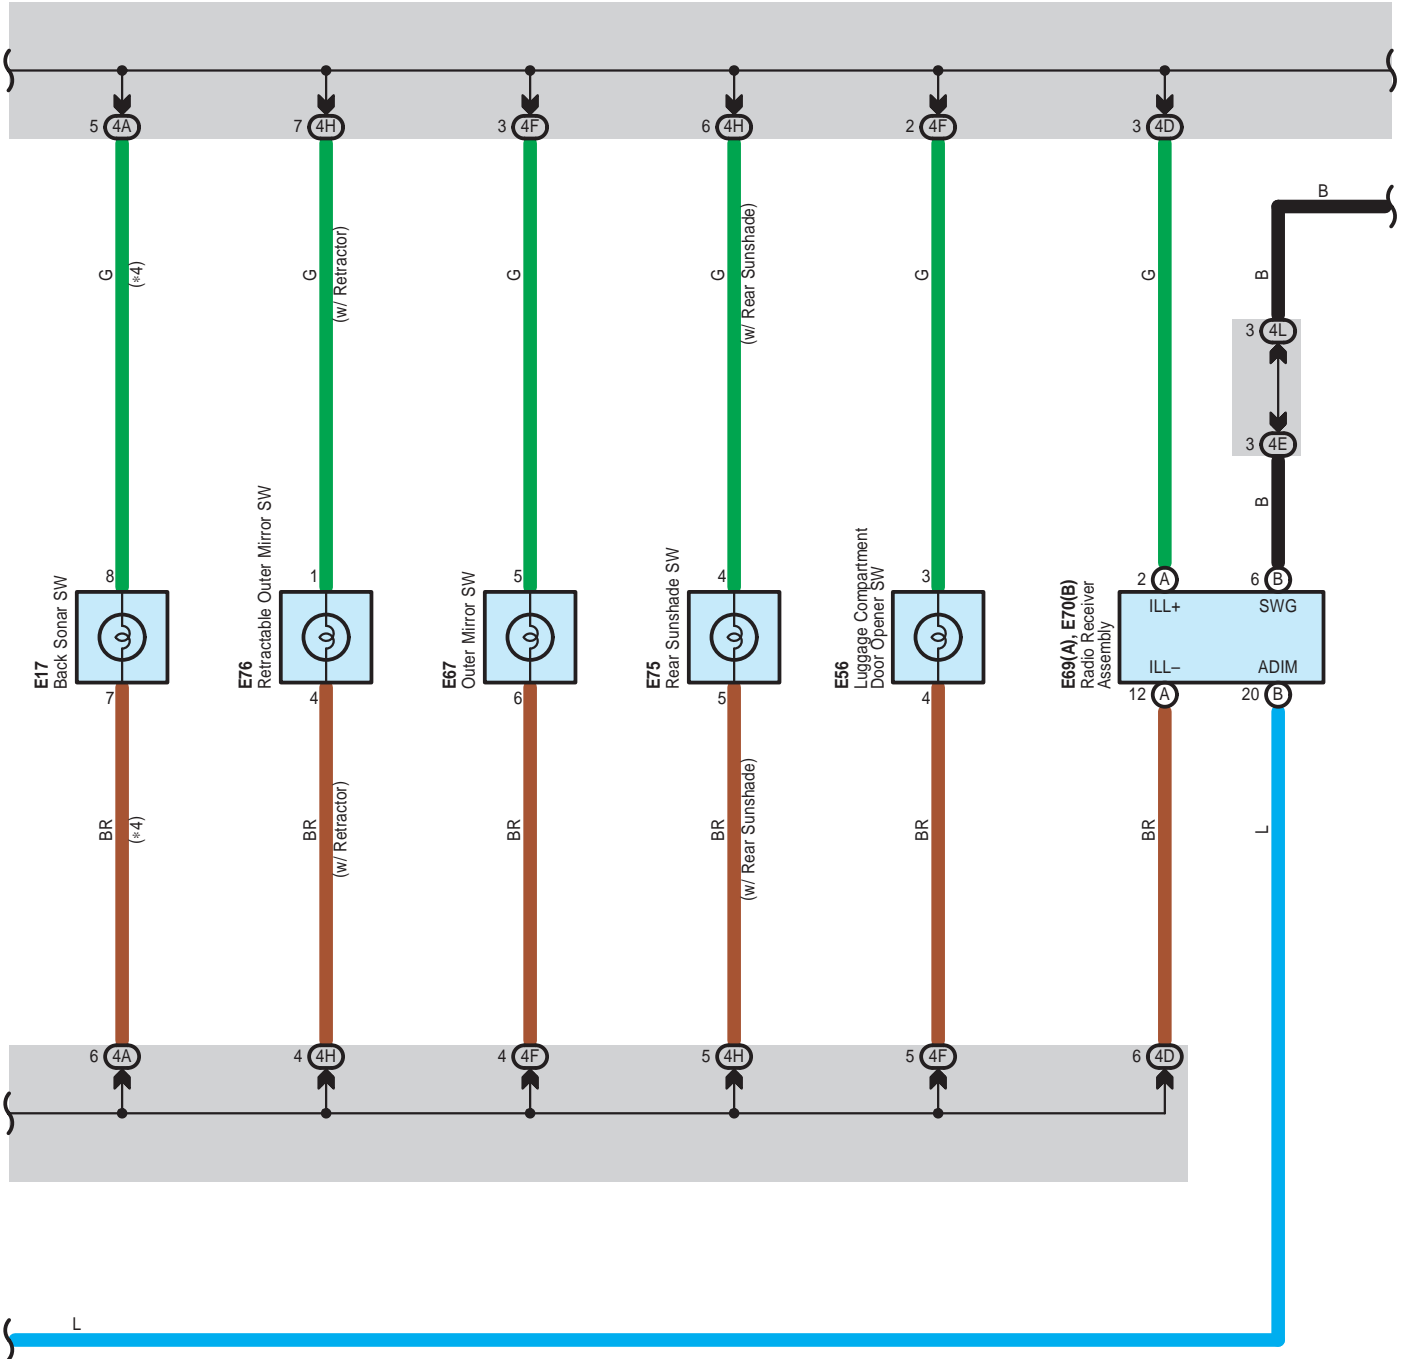 5 4A 7 4H 3 4F 6 4H 2 4F 3 4D
B
G (*4) G (w/ Retractor) G G (w/ Rear Sunshade) G G B
3 4L
3 4E
B
E17
Back Sonar SW
8
7
E76
Retractable Outer Mirror SW
1
4
E67
Outer Mirror SW
5
6
E75
Rear Sunshade SW
4
5
E56
Luggage Compartment
Door Opener SW
3
4
E69(A), E70(B)
Radio Receiver
Assembly
2 A 6 B
ILL+ SWG
ILL– ADIM
12 A 20 B
BR (*4) BR (w/ Retractor) BR BR (w/ Rear Sunshade) BR BR L
6 4A 4 4H 4 4F 5 4H 5 4F 6 4D
L